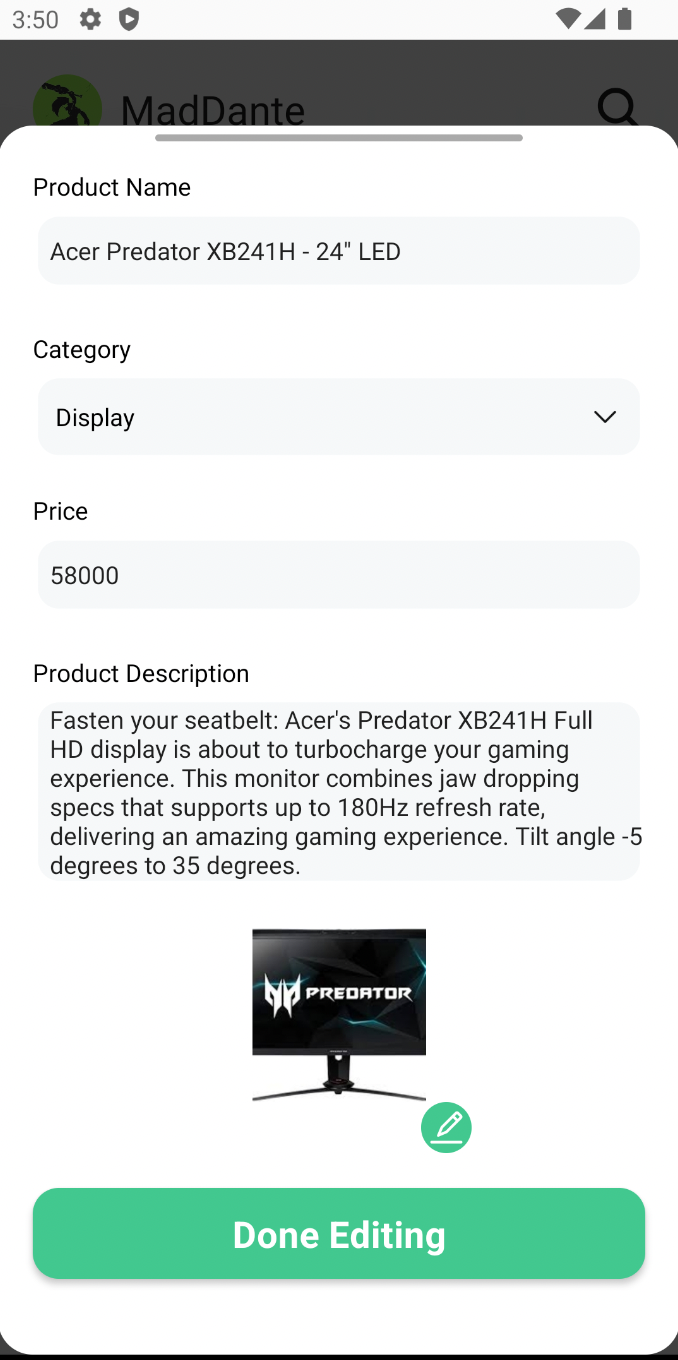 3:50
MadDante
Product Name
Acer Predator XB241H - 24" LED
Category
Display
Price
58000
Product Description
Fasten your seatbelt: Acer's Predator XB241H Full
HD display is about to turbocharge your gaming
experience. This monitor combines jaw dropping
specs that supports up to 180Hz refresh rate,
delivering an amazing gaming experience. Tilt angle -5
degrees to 35 degrees.
PREDATOR
Done Editing